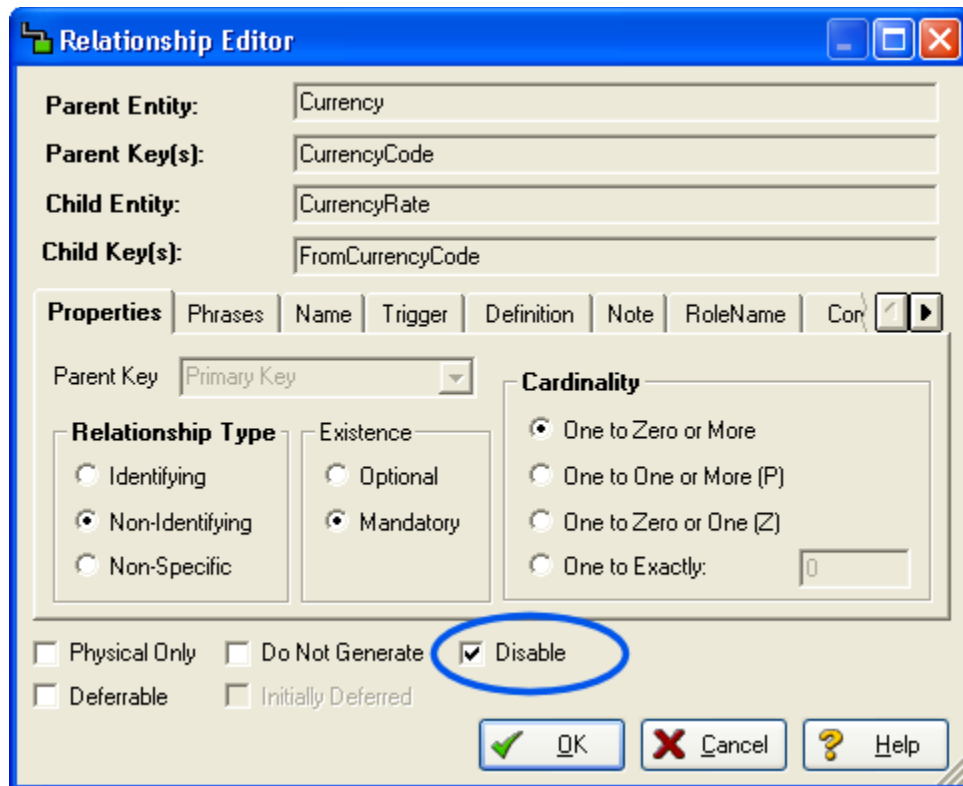 Relationship Editor
Parent Entity: Currency
Parent Key(s): CurrencyCode
Child Entity: CurrencyRate
Child Key(s): FromCurrencyCode
Properties Phrases Name Trigger Definition Note RoleName Con
Parent Key Primary Key
Relationship Type
Identifying
Non-Identifying
Non-Specific
Existence
Optional
Mandatory
Cardinality
One to Zero or More
One to One or More (P)
One to Zero or One (Z)
One to Exactly: 0
Physical Only Do Not Generate Disable
Deferrable Initially Deferred
OK Cancel Help